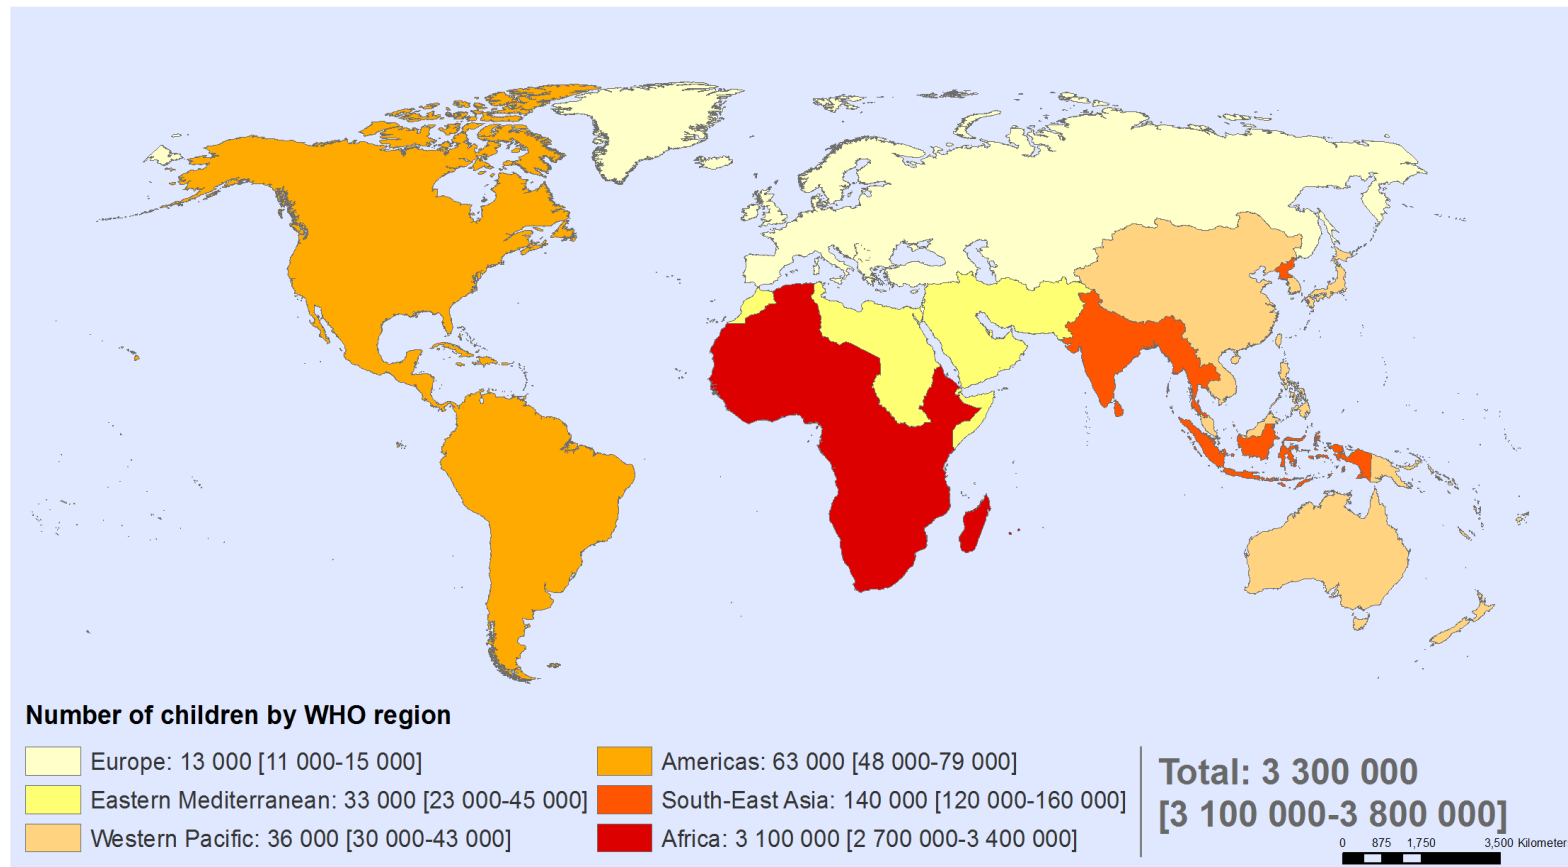 Number of children by WHO region
Europe: 13 000 [11 000-15 000]
Eastern Mediterranean: 33 000 [23 000-45 000]
Western Pacific: 36 000 [30 000-43 000]
Americas: 63 000 [48 000-79 000]
South-East Asia: 140 000 [120 000-160 000]
Africa: 3 100 000 [2 700 000-3 400 000]
Total: 3 300 000
[3 100 000-3 800 000]
0 875 1,750 3,500 Kilometer